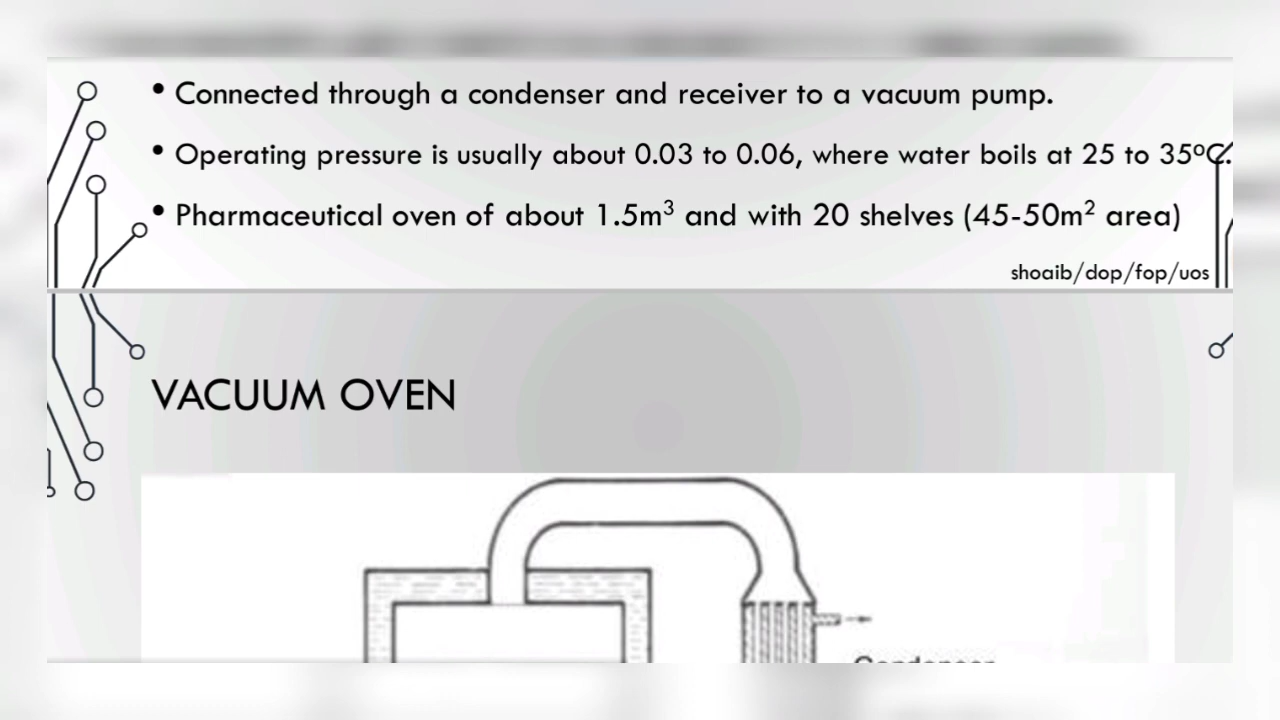 • Connected through a condenser and receiver to a vacuum pump.
• Operating pressure is usually about 0.03 to 0.06, where water boils at 25 to 35ºC.
• Pharmaceutical oven of about 1.5m³ and with 20 shelves (45-50m² area)
shoaib/dop/fop/uos
VACUUM OVEN
Condenser